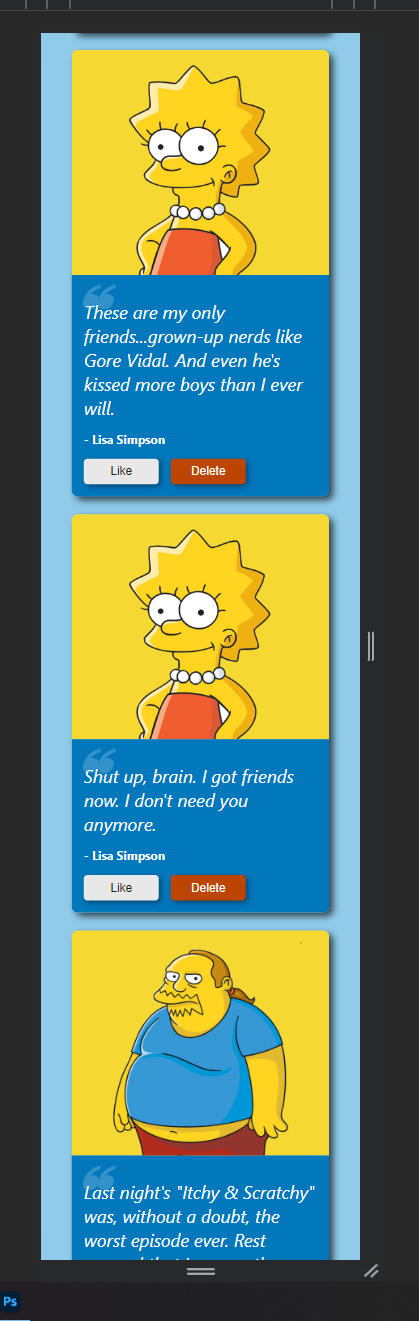 These are my only
friends...grown-up nerds like
Gore Vidal. And even he's
kissed more boys than I ever
will.
- Lisa Simpson
Like Delete
Shut up, brain. I got friends
now. I don't need you
anymore.
- Lisa Simpson
Like Delete
Last night's "Itchy & Scratchy"
was, without a doubt, the
worst episode ever. Rest
Ps